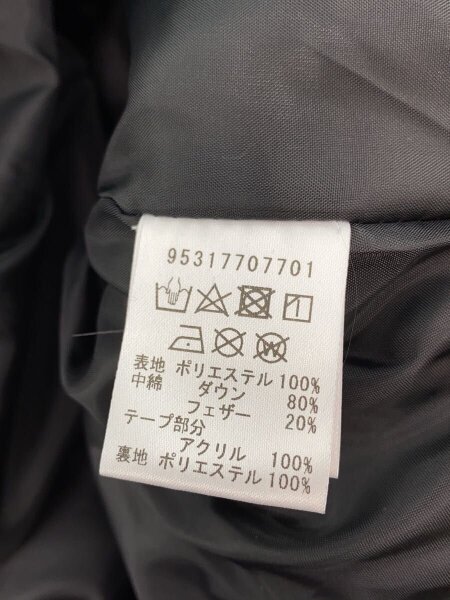 95317707701
表地 ポリエステル 100%
中綿 ダウン 80%
フェザー 20%
テープ部分
アクリル 100%
裏地 ポリエステル 100%